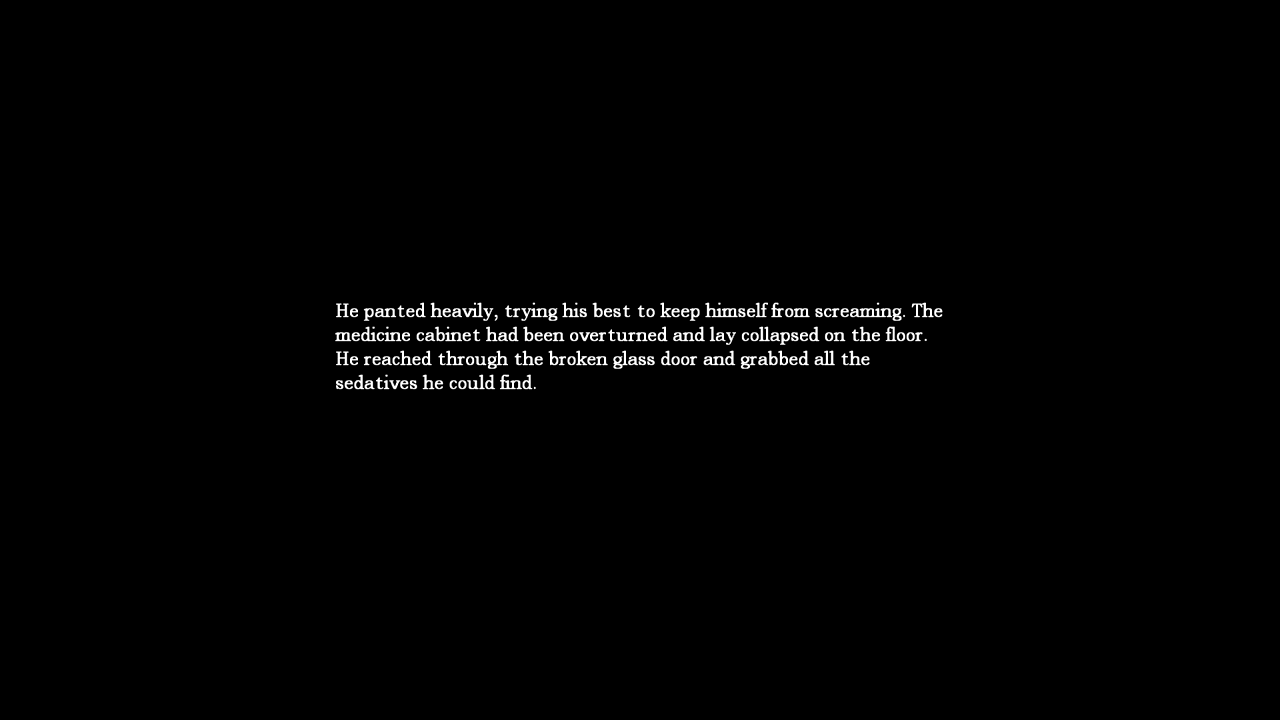 He panted heavily, trying his best to keep himself from screaming. The
medicine cabinet had been overturned and lay collapsed on the floor.
He reached through the broken glass door and grabbed all the
sedatives he could find.